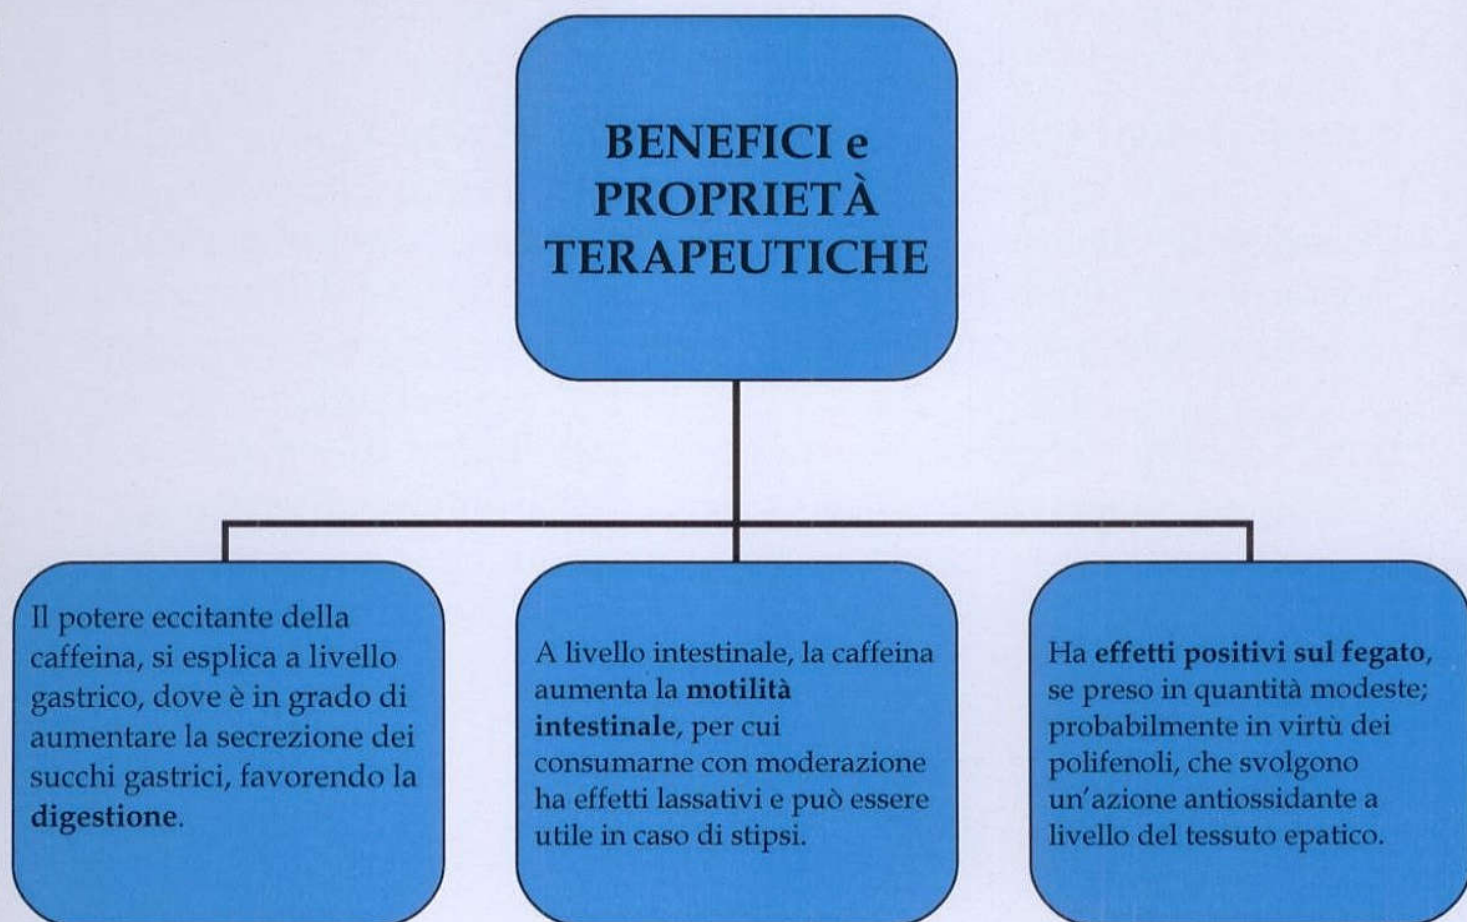 BENEFICI e
PROPRIETÀ
TERAPEUTICHE
Il potere eccitante della
caffeina, si esplica a livello
gastrico, dove è in grado di
aumentare la secrezione dei
succhi gastrici, favorendo la
digestione.
A livello intestinale, la caffeina
aumenta la motilità
intestinale, per cui
consumarne con moderazione
ha effetti lassativi e può essere
utile in caso di stipsi.
Ha effetti positivi sul fegato,
se preso in quantità modeste;
probabilmente in virtù dei
polifenoli, che svolgono
un'azione antiossidante a
livello del tessuto epatico.